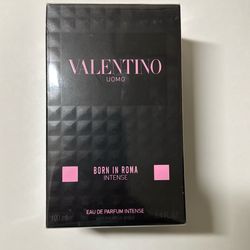 VALENTINO
UOMO
BORN IN ROMA
INTENSE
EAU DE PARFUM INTENSE